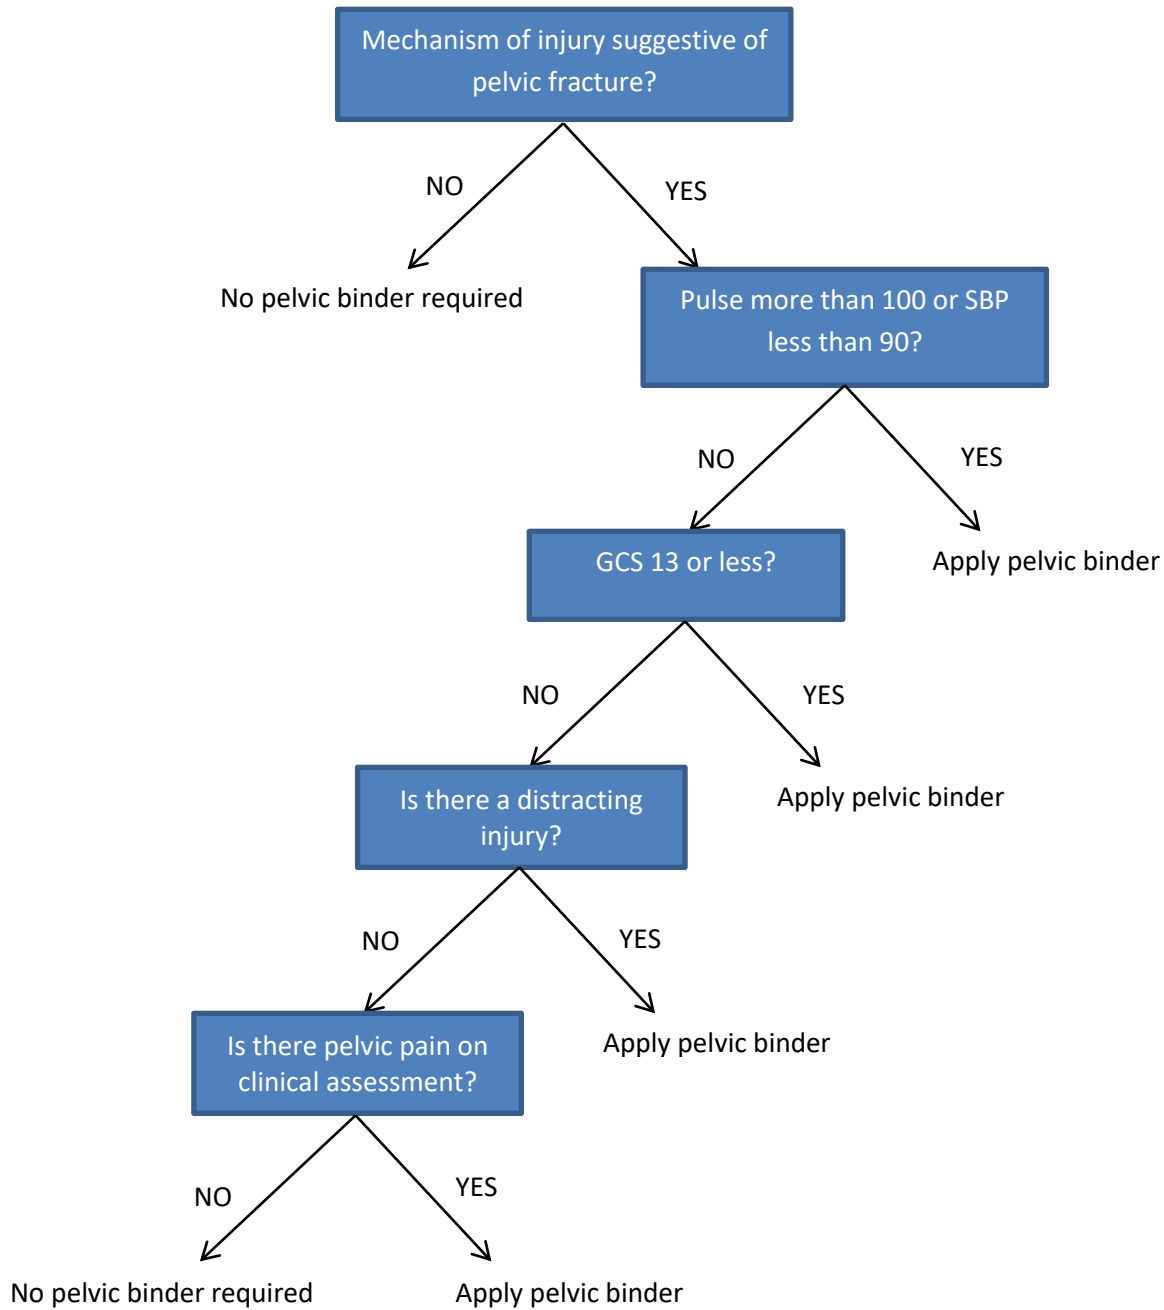 Mechanism of injury suggestive of
pelvic fracture?
NO
YES
No pelvic binder required
Pulse more than 100 or SBP
less than 90?
NO
YES
GCS 13 or less?
Apply pelvic binder
NO
YES
Is there a distracting
injury?
Apply pelvic binder
NO
YES
Is there pelvic pain on
clinical assessment?
Apply pelvic binder
NO
YES
No pelvic binder required
Apply pelvic binder